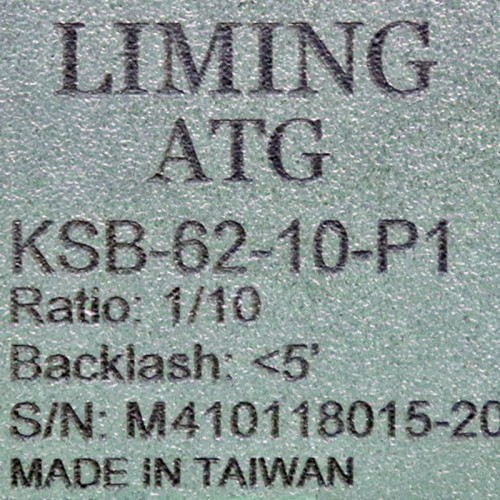 LIMING
ATG
KSB-62-10-P1
Ratio: 1/10
Backlash: <5'
S/N: M410118015-20
MADE IN TAIWAN